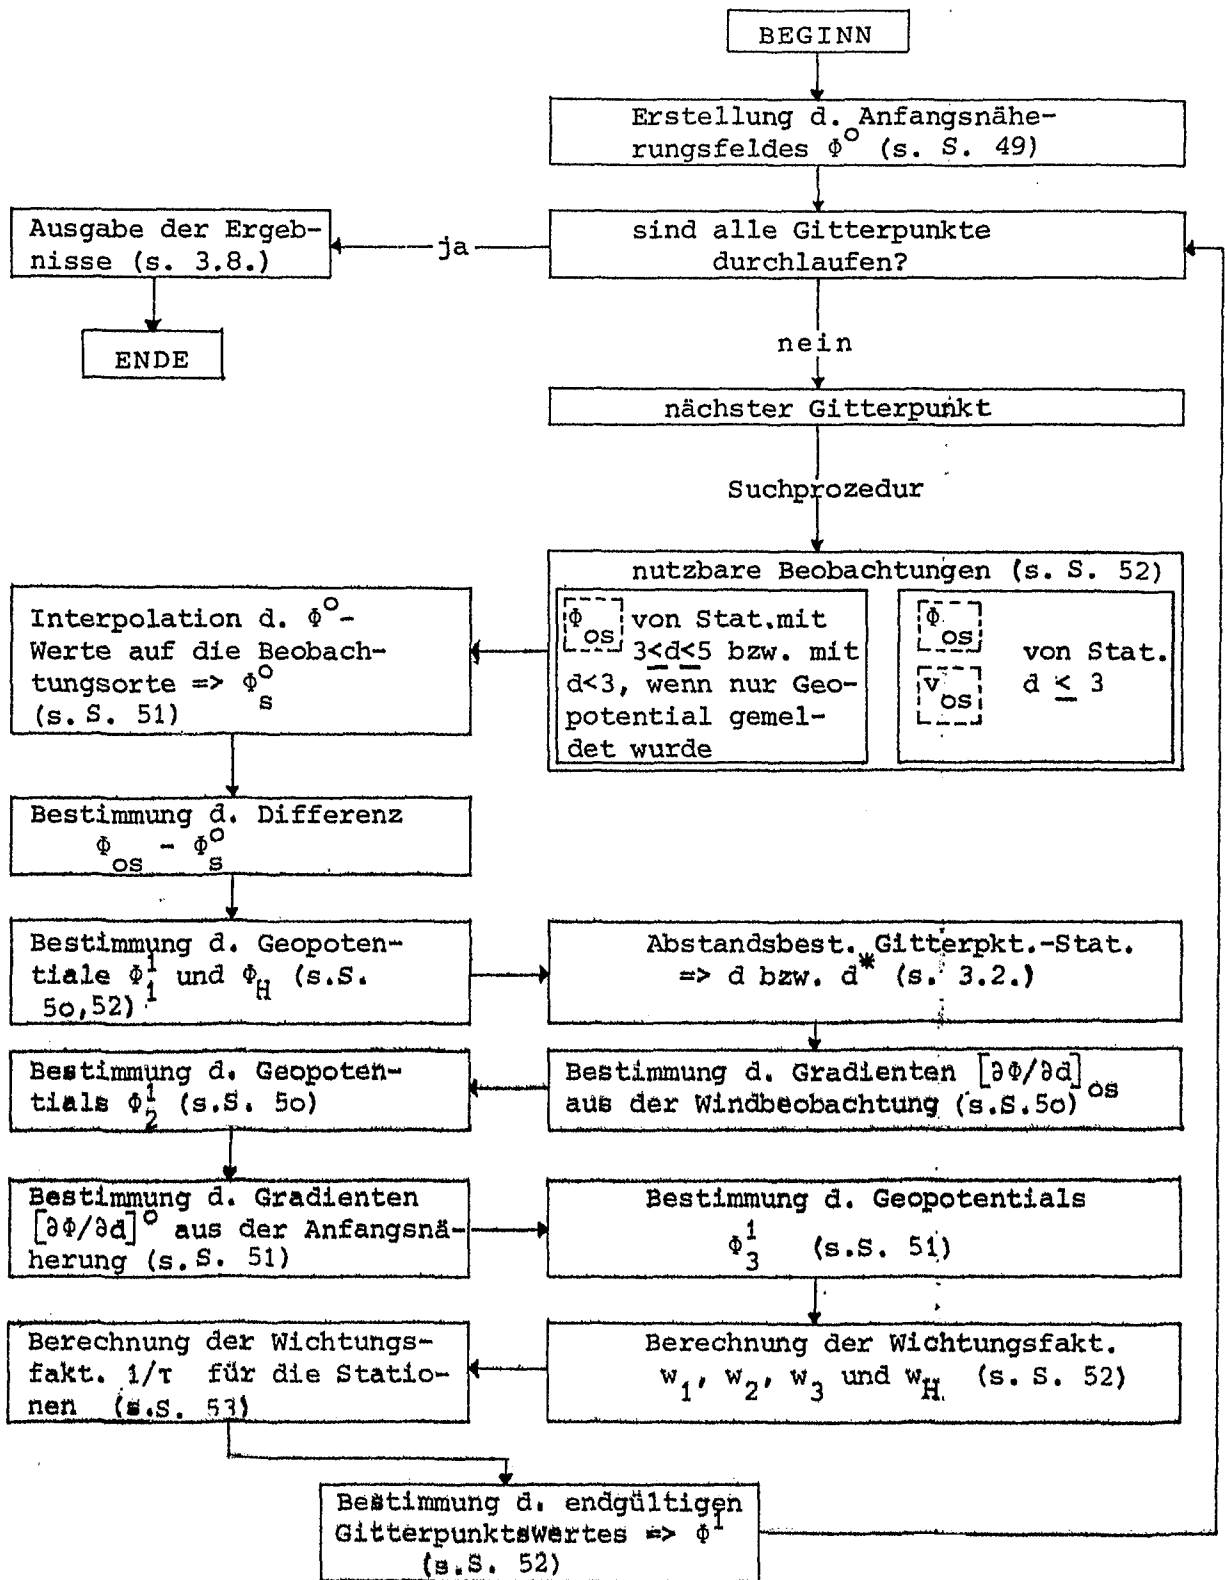 BEGINN
Erstellung d. Anfangsnähe-
rungsfeldes Φ° (s. S. 49)
sind alle Gitterpunkte
durchlaufen?
ja
Ausgabe der Ergeb-
nisse (s. 3.8.)
ENDE
nein
nächster Gitterpunkt
Suchprozedur
nutzbare Beobachtungen (s. S. 52)
Φos von Stat.mit
3≤d≤5 bzw. mit
d<3, wenn nur Geo-
potential gemel-
det wurde
Φos
von Stat.
vos d ≤ 3
Interpolation d. Φ°-
Werte auf die Beobach-
tungsorte => Φ°s
(s. S. 51)
Bestimmung d. Differenz
Φos - Φ°s
Bestimmung d. Geopoten-
tiale Φ¹₁ und ΦH (s.S.
5o,52)
Abstandsbest. Gitterpkt.-Stat.
=> d bzw. d* (s. 3.2.)
Bestimmung d. Gradienten [∂Φ/∂d]os
aus der Windbeobachtung (s.S.5o)
Bestimmung d. Geopoten-
tials Φ¹₂ (s.S. 5o)
Bestimmung d. Gradienten
[∂Φ/∂d]° aus der Anfangsnä-
herung (s.S. 51)
Bestimmung d. Geopotentials
Φ¹₃ (s.S. 51)
Berechnung der Wichtungsfakt.
w₁, w₂, w₃ und wH (s. S. 52)
Berechnung der Wichtungs-
fakt. 1/τ für die Statio-
nen (s.S. 53)
Bestimmung d. endgültigen
Gitterpunktswertes => Φ¹
(s.S. 52)